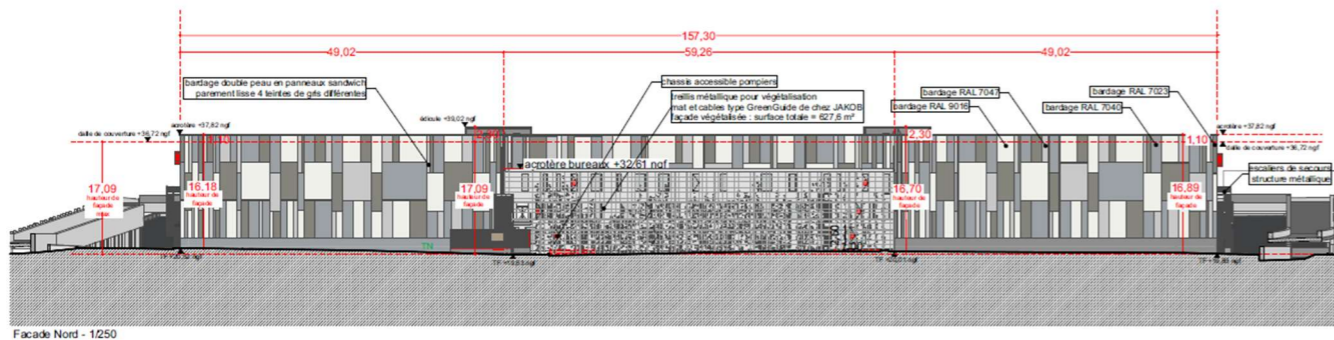 157,30
49,02
59,26
49,02
bardage double peau en panneaux sandwich
parement lisse 4 teintes de gris différentes
chassis accessible pompiers
treillis métallique pour végétalisation
mat et cables type GreenGuide de chez JAKOB
façade végétalisée : surface totale = 627,6 m²
bardage RAL 7047
bardage RAL 9016
bardage RAL 7023
bardage RAL 7040
dalle de couverture +36,72 ngf
acrotère +37,82 ngf
édicule +39,02 ngf
2,30
1,10
acrotère +37,82 ngf
dalle de couverture +36,72 ngf
acrotère bureaux +32,61 ngf
escaliers de secours
structure métallique
17,09
hauteur de
façade
16,18
hauteur de
façade
17,09
hauteur de
façade
16,70
hauteur de
façade
16,89
hauteur de
façade
TN
Facade Nord - 1/250